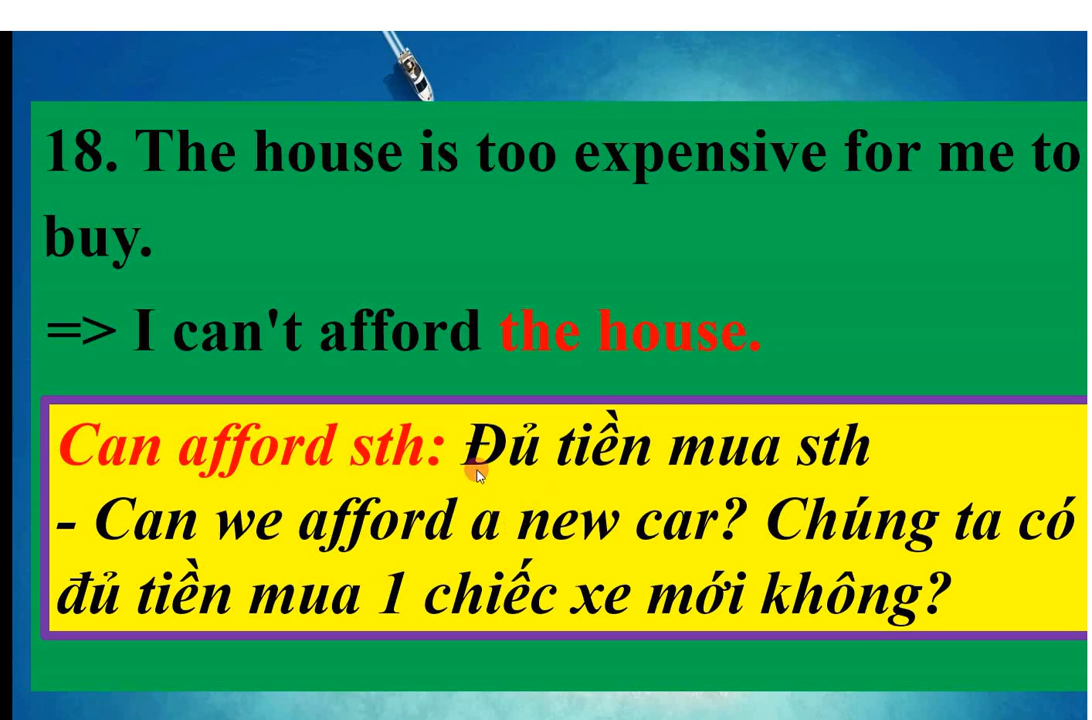 18. The house is too expensive for me to
buy.
=> I can't afford the house.
Can afford sth: Đủ tiền mua sth
- Can we afford a new car? Chúng ta có
đủ tiền mua 1 chiếc xe mới không?